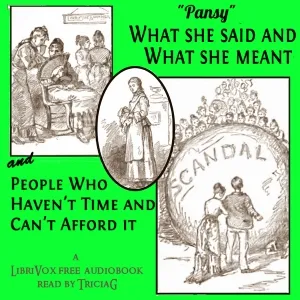 "Pansy"
What she said and
What she meant
SCANDAL
and
People Who
Haven't Time and
Can't Afford it
a
LibriVox free audiobook
read by TriciaG